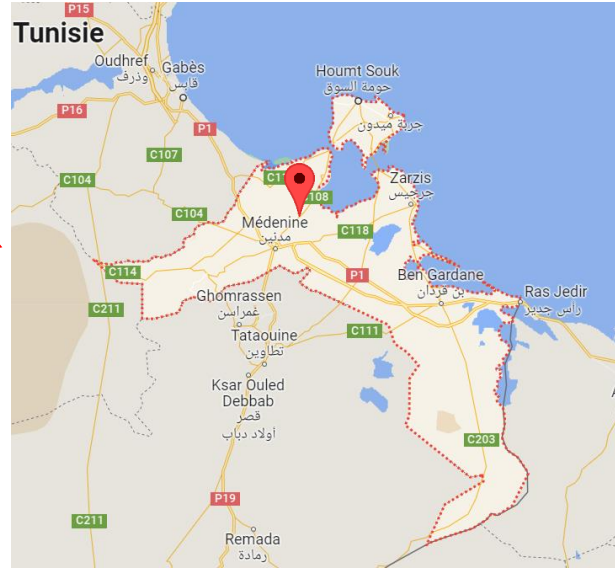 P15
Tunisie
Oudhref
وذرف
Gabès
قابس
Houmt Souk
حومة السوق
جربة ميدون
P16
P1
C107
C104
Zarzis
جرجيس
C108
C104
C118
Médenine
مدنين
C114
P1
Ben Gardane
بن قردان
Ras Jedir
رأس جدير
Ghomrassen
غمراسن
C211
C111
Tataouine
تطاوين
Ksar Ouled
Debbab
قصر
أولاد دباب
C203
P19
C211
Remada
رمادة